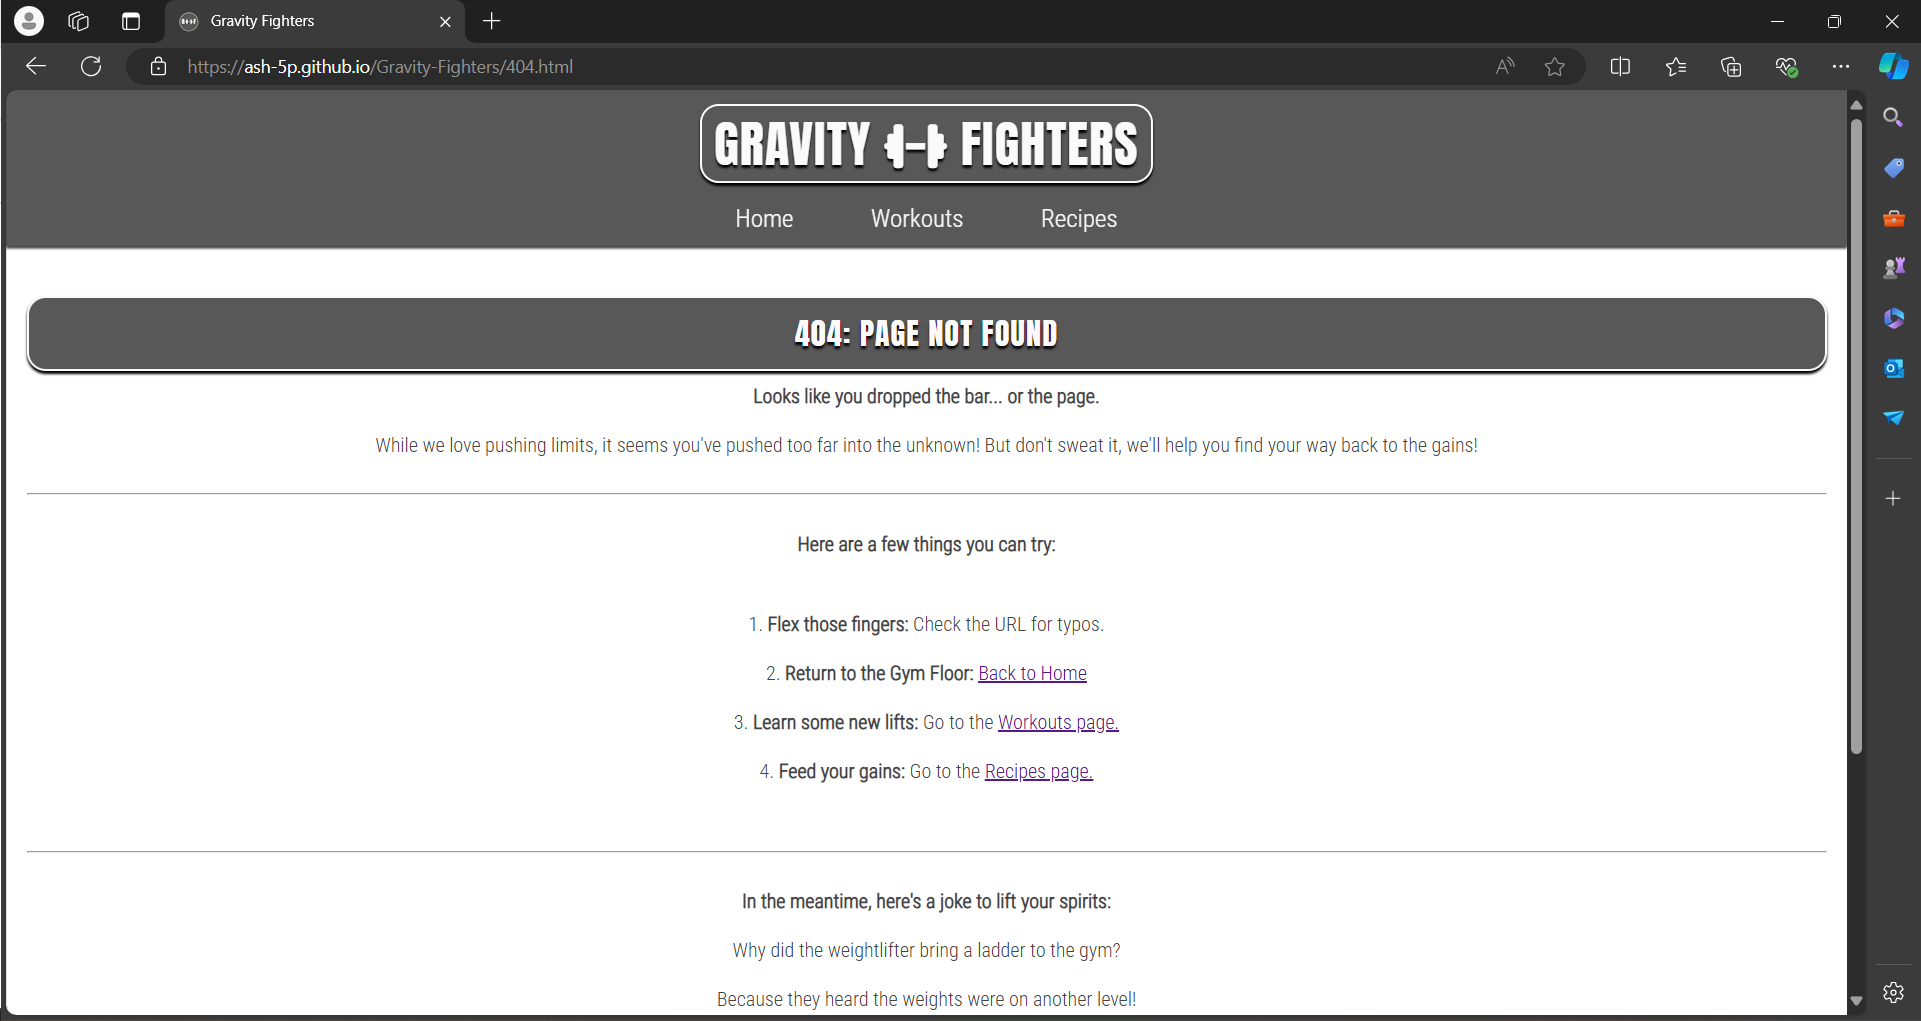 Gravity Fighters
https://ash-5p.github.io/Gravity-Fighters/404.html
GRAVITY FIGHTERS
Home Workouts Recipes
404: PAGE NOT FOUND
Looks like you dropped the bar... or the page.
While we love pushing limits, it seems you've pushed too far into the unknown! But don't sweat it, we'll help you find your way back to the gains!
Here are a few things you can try:
1. Flex those fingers: Check the URL for typos.
2. Return to the Gym Floor: Back to Home
3. Learn some new lifts: Go to the Workouts page.
4. Feed your gains: Go to the Recipes page.
In the meantime, here's a joke to lift your spirits:
Why did the weightlifter bring a ladder to the gym?
Because they heard the weights were on another level!